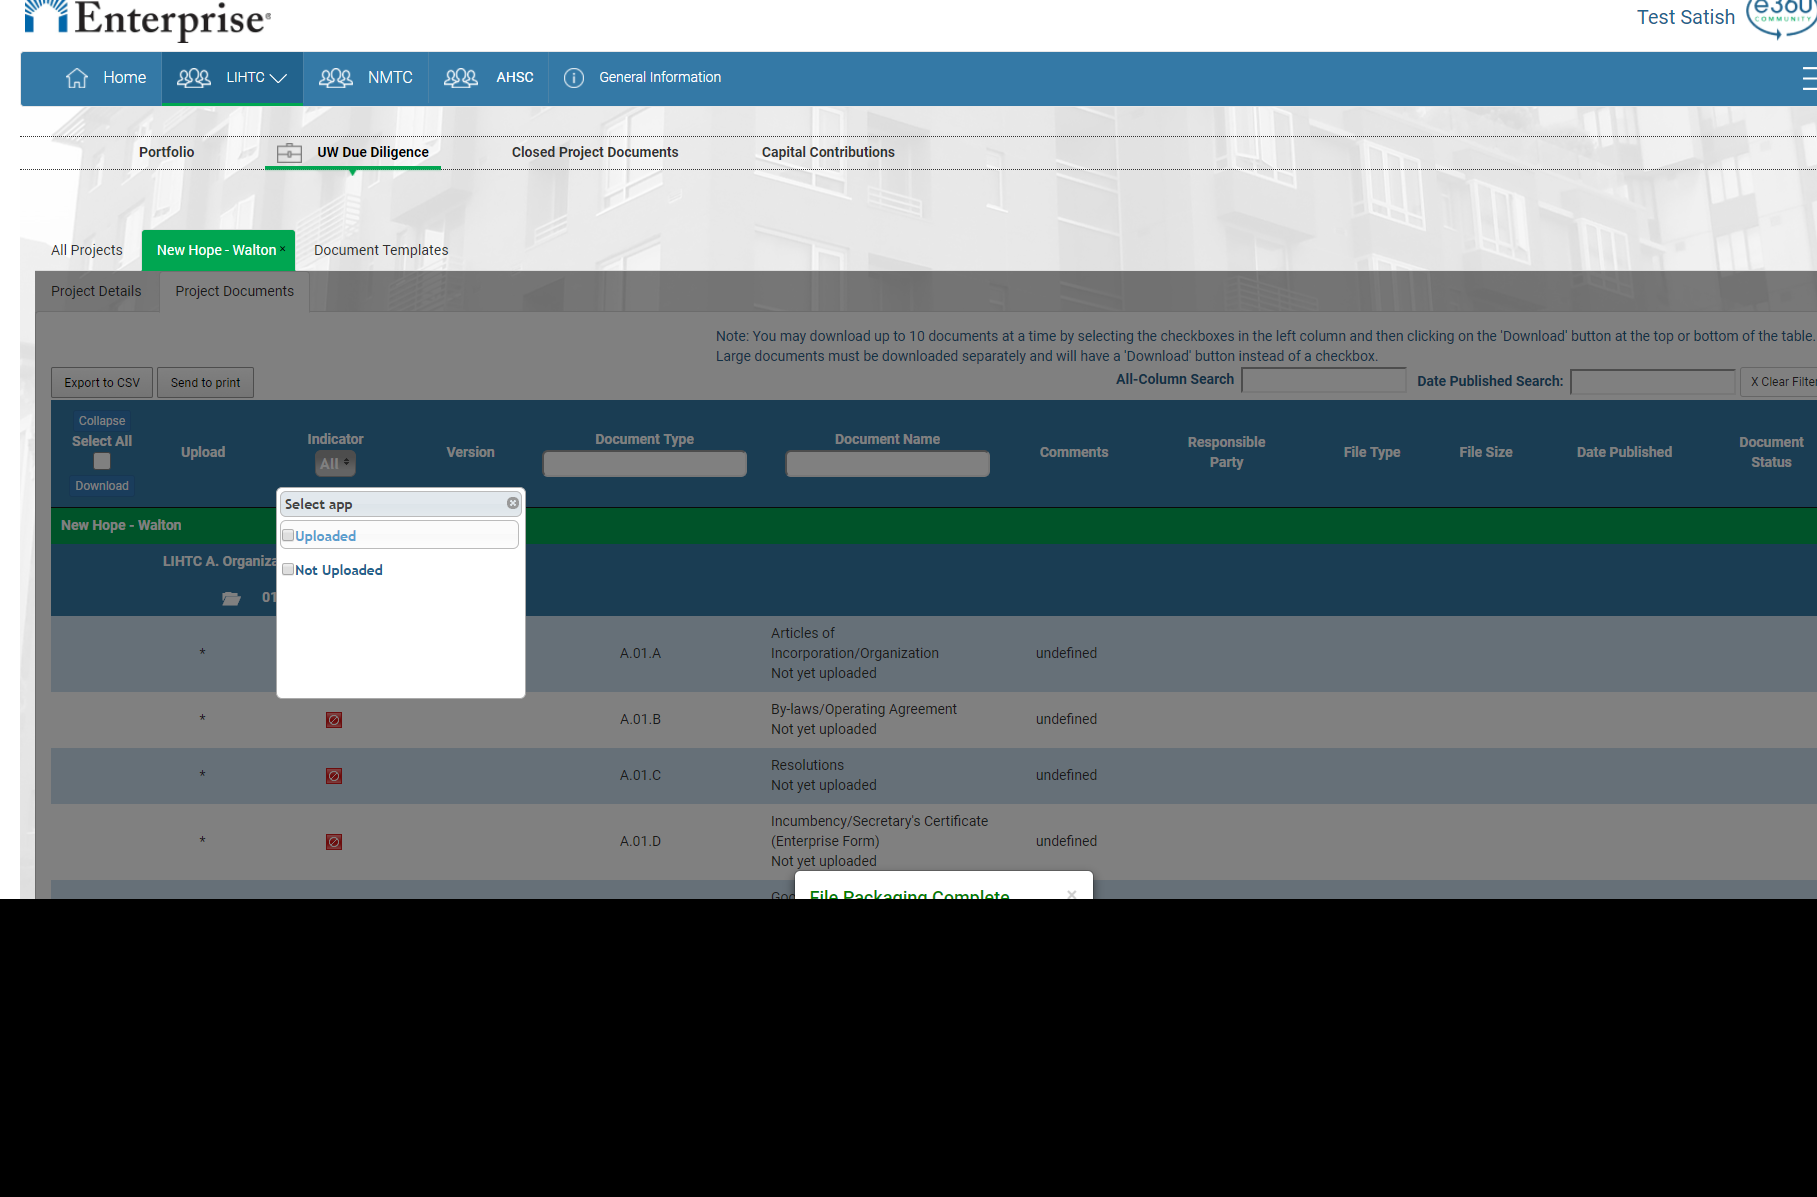 Enterprise®
Test Satish
e360
COMMUNITY
Home
LIHTC
NMTC
AHSC
General Information
Portfolio
UW Due Diligence
Closed Project Documents
Capital Contributions
All Projects
New Hope - Walton ×
Document Templates
Project Details
Project Documents
Note: You may download up to 10 documents at a time by selecting the checkboxes in the left column and then clicking on the 'Download' button at the top or bottom of the table.
Large documents must be downloaded separately and will have a 'Download' button instead of a checkbox.
Export to CSV
Send to print
All-Column Search
Date Published Search:
X Clear Filter
Collapse
Select All
Download
Upload
Indicator
All
Version
Document Type
Document Name
Comments
Responsible
Party
File Type
File Size
Date Published
Document
Status
Select app
Uploaded
Not Uploaded
New Hope - Walton
LIHTC A. Organiza
01
*
A.01.A
Articles of
Incorporation/Organization
Not yet uploaded
undefined
*
A.01.B
By-laws/Operating Agreement
Not yet uploaded
undefined
*
A.01.C
Resolutions
Not yet uploaded
undefined
*
A.01.D
Incumbency/Secretary's Certificate
(Enterprise Form)
Not yet uploaded
undefined
File Packaging Complete ×